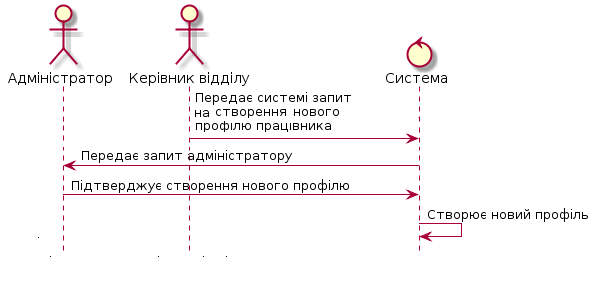 Адміністратор
Керівник відділу
Система
Передає системі запит
на створення нового
профілю працівника
Передає запит адміністратору
Підтверджує створення нового профілю
Створює новий профіль